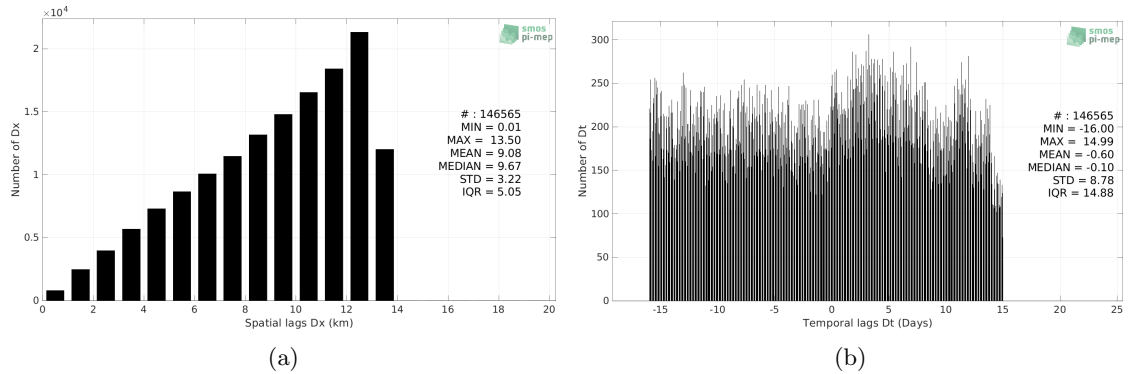 ×10⁴
2
1.5
1
0.5
0
Number of Dx
0 2 4 6 8 10 12 14 16 18 20
Spatial lags Dx (km)
smos
pi-mep
# : 146565
MIN = 0.01
MAX = 13.50
MEAN = 9.08
MEDIAN = 9.67
STD = 3.22
IQR = 5.05
(a)
300
250
200
150
100
50
0
Number of Dt
-15 -10 -5 0 5 10 15 20 25
Temporal lags Dt (Days)
smos
pi-mep
# : 146565
MIN = -16.00
MAX = 14.99
MEAN = -0.60
MEDIAN = -0.10
STD = 8.78
IQR = 14.88
(b)